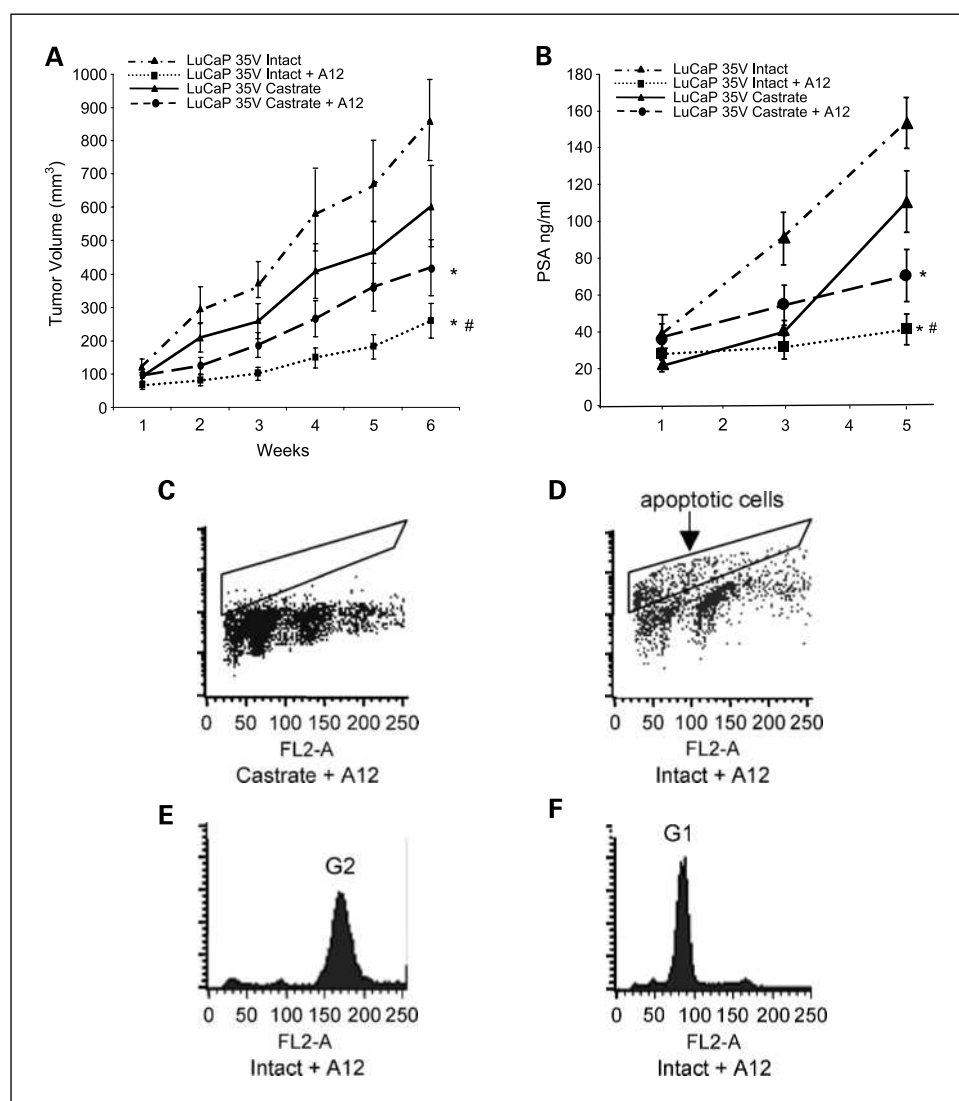 A
LuCaP 35V Intact
LuCaP 35V Intact + A12
LuCaP 35V Castrate
LuCaP 35V Castrate + A12
1000
900
800
700
600
500
400
300
200
100
0
Tumor Volume (mm³)
*
* #
1 2 3 4 5 6
Weeks
B
LuCaP 35V Intact
LuCaP 35V Intact + A12
LuCaP 35V Castrate
LuCaP 35V Castrate + A12
180
160
140
120
100
80
60
40
20
0
PSA ng/ml
*
* #
1 2 3 4 5
C
0 50 100 150 200 250
FL2-A
Castrate + A12
D
apoptotic cells
0 50 100 150 200 250
FL2-A
Intact + A12
E
G2
0 50 100 150 200 250
FL2-A
Intact + A12
F
G1
0 50 100 150 200 250
FL2-A
Intact + A12